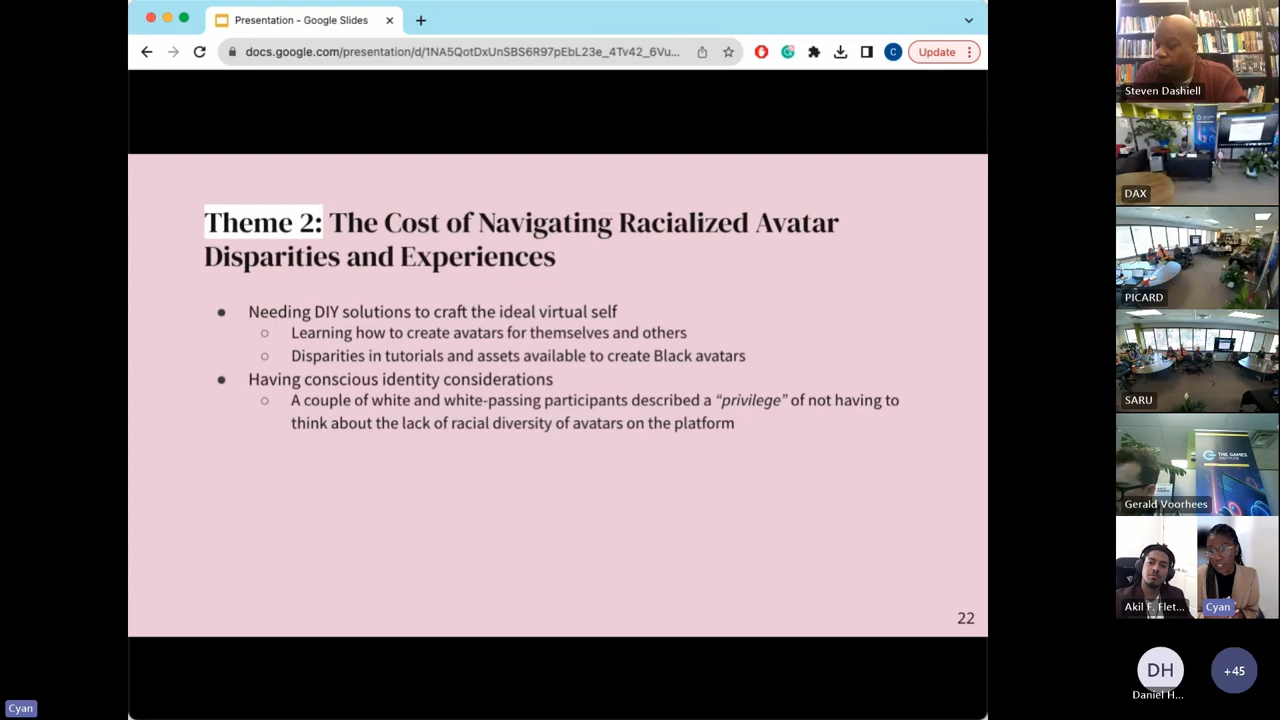 Presentation - Google Slides
docs.google.com/presentation/d/1NA5QotDxUnSBS6R97pEbL23e_4Tv42_6Vu...
C
Update
Theme 2: The Cost of Navigating Racialized Avatar
Disparities and Experiences
● Needing DIY solutions to craft the ideal virtual self
○ Learning how to create avatars for themselves and others
○ Disparities in tutorials and assets available to create Black avatars
● Having conscious identity considerations
○ A couple of white and white-passing participants described a “privilege” of not having to
think about the lack of racial diversity of avatars on the platform
22
Steven Dashiell
DAX
PICARD
SARU
THE GAMES
INSTITUTE
Gerald Voorhees
Akil F. Flet...
Cyan
DH
Daniel H...
+45
Cyan